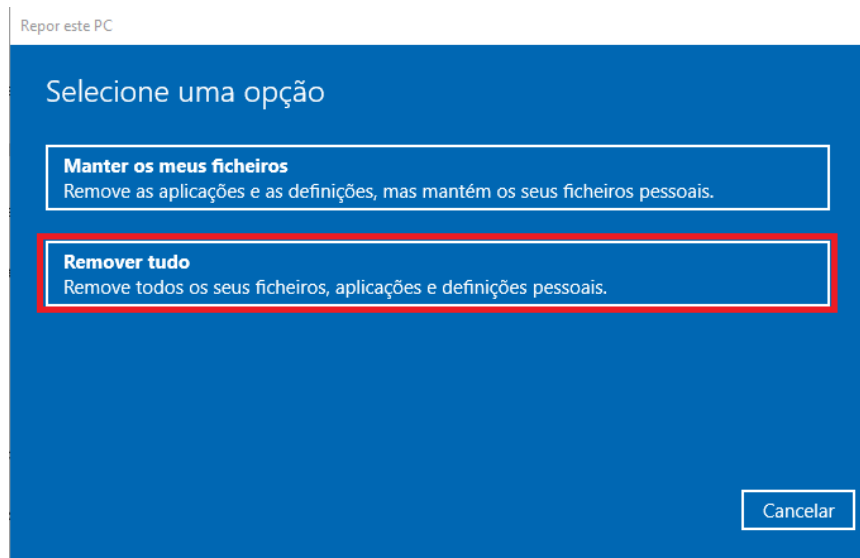 Repor este PC
Selecione uma opção
Manter os meus ficheiros
Remove as aplicações e as definições, mas mantém os seus ficheiros pessoais.
Remover tudo
Remove todos os seus ficheiros, aplicações e definições pessoais.
Cancelar